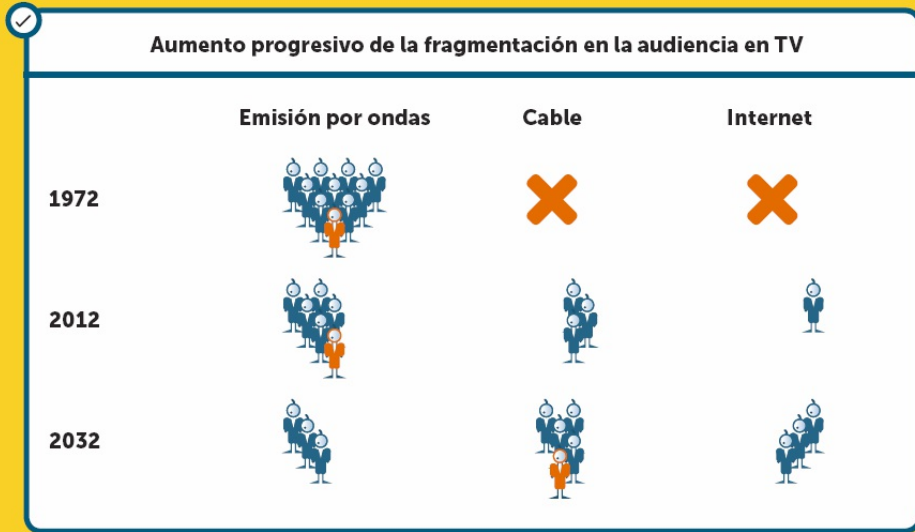 Aumento progresivo de la fragmentación en la audiencia en TV
Emisión por ondas Cable Internet
1972
2012
2032